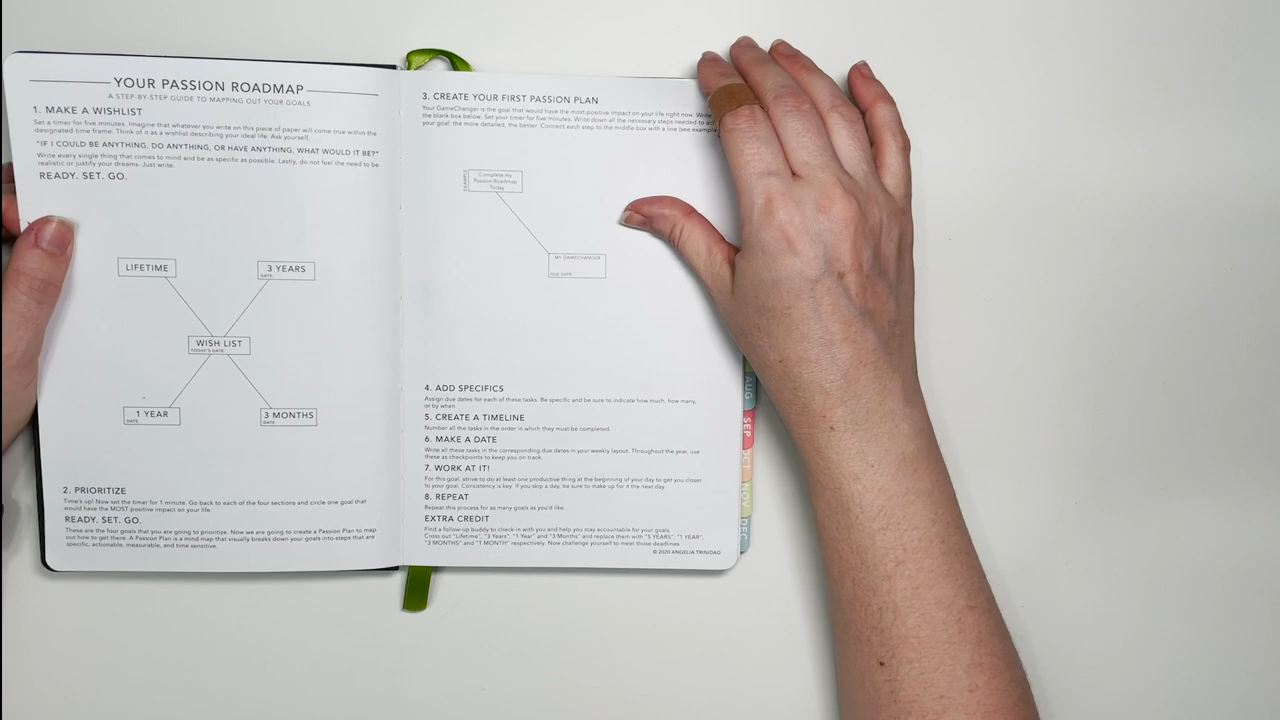 YOUR PASSION ROADMAP
A STEP-BY-STEP GUIDE TO MAPPING OUT YOUR GOALS
1. MAKE A WISHLIST
Set a timer for five minutes. Imagine that whatever you write on this piece of paper will come true within the
designated time frame. Think of it as a wishlist describing your ideal life. Ask yourself,
"IF I COULD BE ANYTHING, DO ANYTHING, OR HAVE ANYTHING, WHAT WOULD IT BE?"
Write every single thing that comes to mind and be as specific as possible. Lastly, do not feel the need to be
realistic or justify your dreams. Just write.
READY. SET. GO.
LIFETIME
3 YEARS
DATE:
WISH LIST
TODAY'S DATE:
1 YEAR
DATE:
3 MONTHS
DATE:
2. PRIORITIZE
Time's up! Now set the timer for 1 minute. Go back to each of the four sections and circle one goal that
would have the MOST positive impact on your life.
READY. SET. GO.
These are the four goals that you are going to prioritize. Now we are going to create a Passion Plan to map
out how to get there. A Passion Plan is a mind map that visually breaks down your goals into steps that are
specific, actionable, measurable, and time sensitive.
3. CREATE YOUR FIRST PASSION PLAN
Your GameChanger is the goal that would have the most positive impact on your life right now. Write
the blank box below. Set your timer for five minutes. Write down all the necessary steps needed to
your goal, the more detailed, the better. Connect each step to the middle box with a line (see example
EXAMPLE
Complete my
Passion Roadmap
Today
MY GAMECHANGER
DUE DATE:
4. ADD SPECIFICS
Assign due dates for each of these tasks. Be specific and be sure to indicate how much, how many,
or by when.
5. CREATE A TIMELINE
Number all the tasks in the order in which they must be completed.
6. MAKE A DATE
Write all these tasks in the corresponding due dates in your weekly layout. Throughout the year, use
these as checkpoints to keep you on track.
7. WORK AT IT!
For this goal, strive to do at least one productive thing at the beginning of your day to get you closer
to your goal. Consistency is key. If you skip a day, be sure to make up for it the next day.
8. REPEAT
Repeat this process for as many goals as you'd like.
EXTRA CREDIT
Find a follow-up buddy to check-in with you and help you stay accountable for your goals.
Cross out "Lifetime", "3 Years", "1 Year" and "3 Months" and replace them with "5 YEARS", "1 YEAR",
"3 MONTHS" and "1 MONTH" respectively. Now challenge yourself to meet those deadlines.
© 2020 ANGELIA TRINIDAD
AUG
SEP
OCT
NOV
DEC